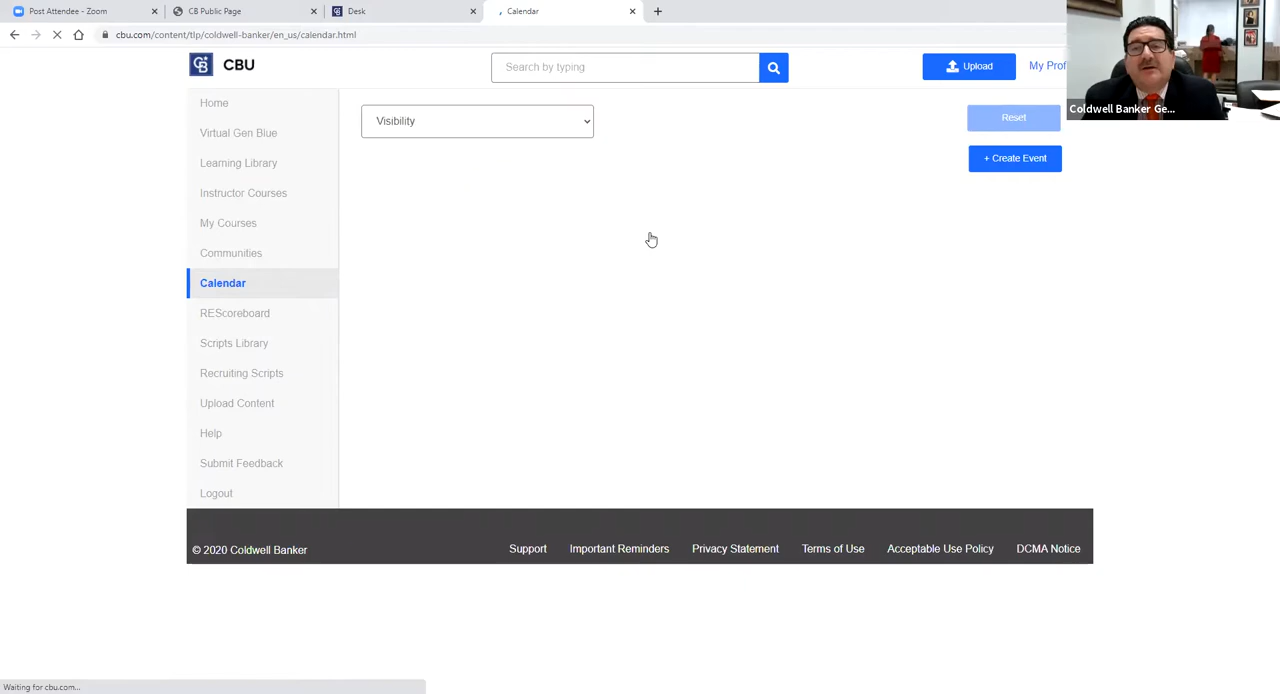 Post Attendee - Zoom
CB Public Page
Desk
Calendar
cbu.com/content/tlp/coldwell-banker/en_us/calendar.html
CBU
Search by typing
Upload
My Prof
Coldwell Banker Ge...
Home
Virtual Gen Blue
Learning Library
Instructor Courses
My Courses
Communities
Calendar
REScoreboard
Scripts Library
Recruiting Scripts
Upload Content
Help
Submit Feedback
Logout
Visibility
Reset
+ Create Event
© 2020 Coldwell Banker
Support
Important Reminders
Privacy Statement
Terms of Use
Acceptable Use Policy
DCMA Notice
Waiting for cbu.com...